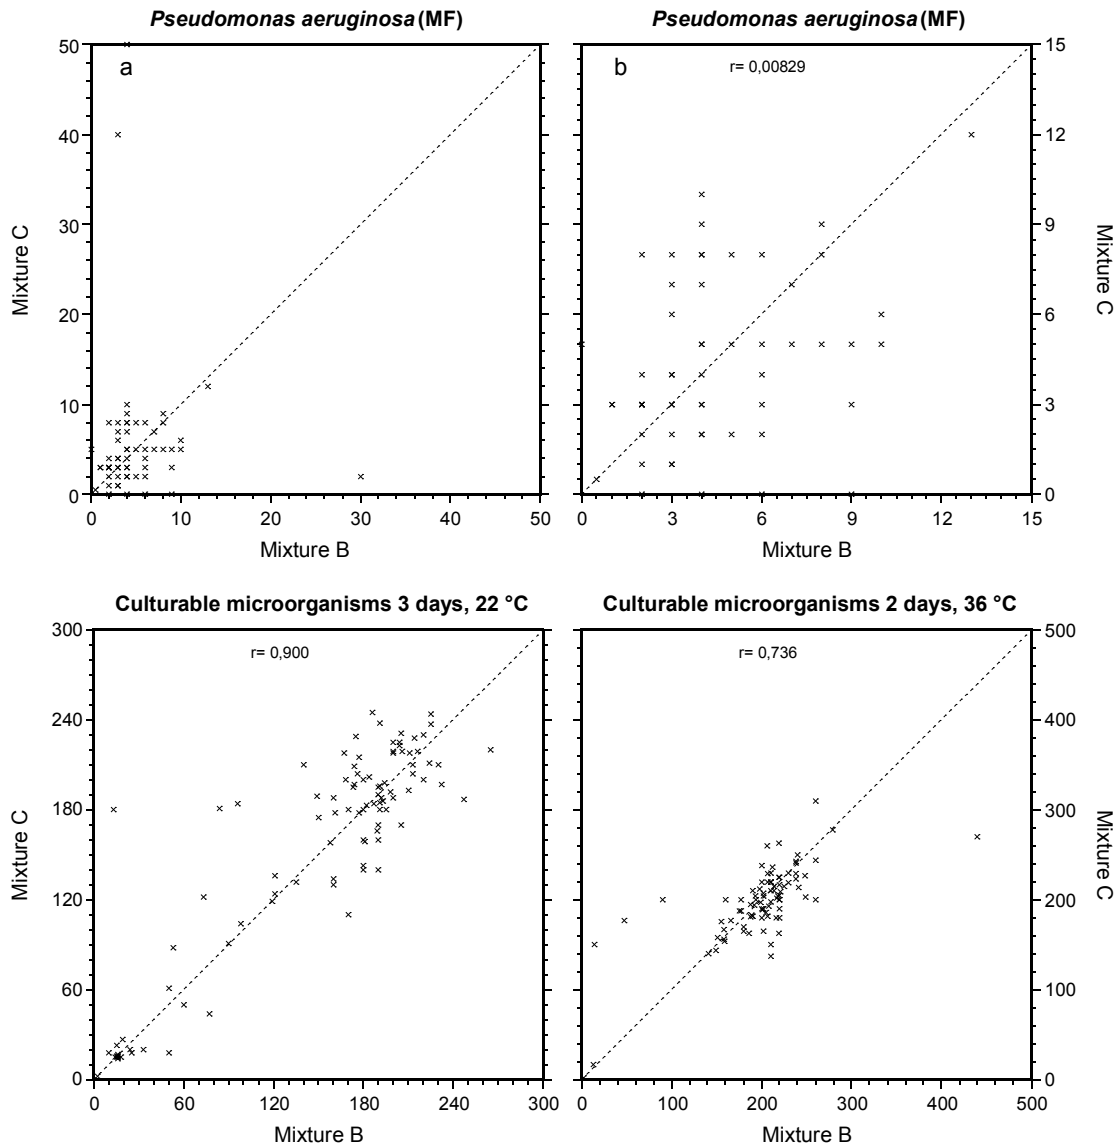 Pseudomonas aeruginosa (MF)
Pseudomonas aeruginosa (MF)
a
b
r= 0,00829
50
40
30
20
10
0
Mixture C
0 10 20 30 40 50
Mixture B
15
12
9
6
3
0
Mixture C
0 3 6 9 12 15
Mixture B
Culturable microorganisms 3 days, 22 °C
Culturable microorganisms 2 days, 36 °C
r= 0,900
r= 0,736
300
240
180
120
60
0
Mixture C
0 60 120 180 240 300
Mixture B
500
400
300
200
100
0
Mixture C
0 100 200 300 400 500
Mixture B